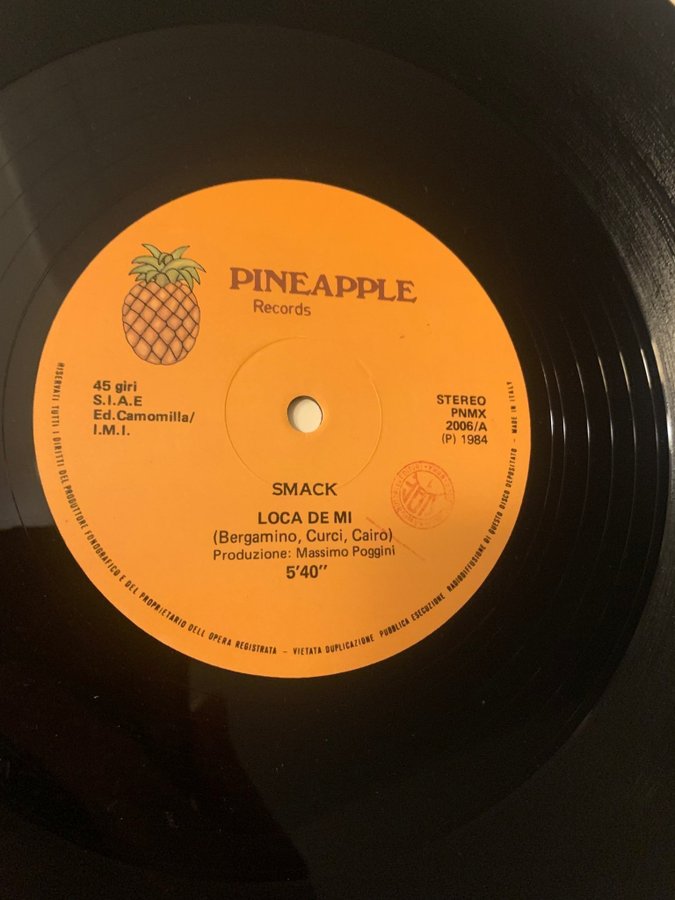 PINEAPPLE
Records
45 giri
S.I.A.E
Ed.Camomilla/
I.M.I.
STEREO
PNMX
2006/A
(P) 1984
SMACK
LOCA DE MI
(Bergamino, Curci, Cairo)
Produzione: Massimo Poggini
5'40"
RISERVATI TUTTI I DIRITTI DEL PRODUTTORE FONOGRAFICO E DEL PROPRIETARIO DELL OPERA REGISTRATA – VIETATA DUPLICAZIONE PUBBLICA ESECUZIONE RADIODIFFUSIONE DI QUESTO DISCO DEPOSITATO - MADE IN ITALY